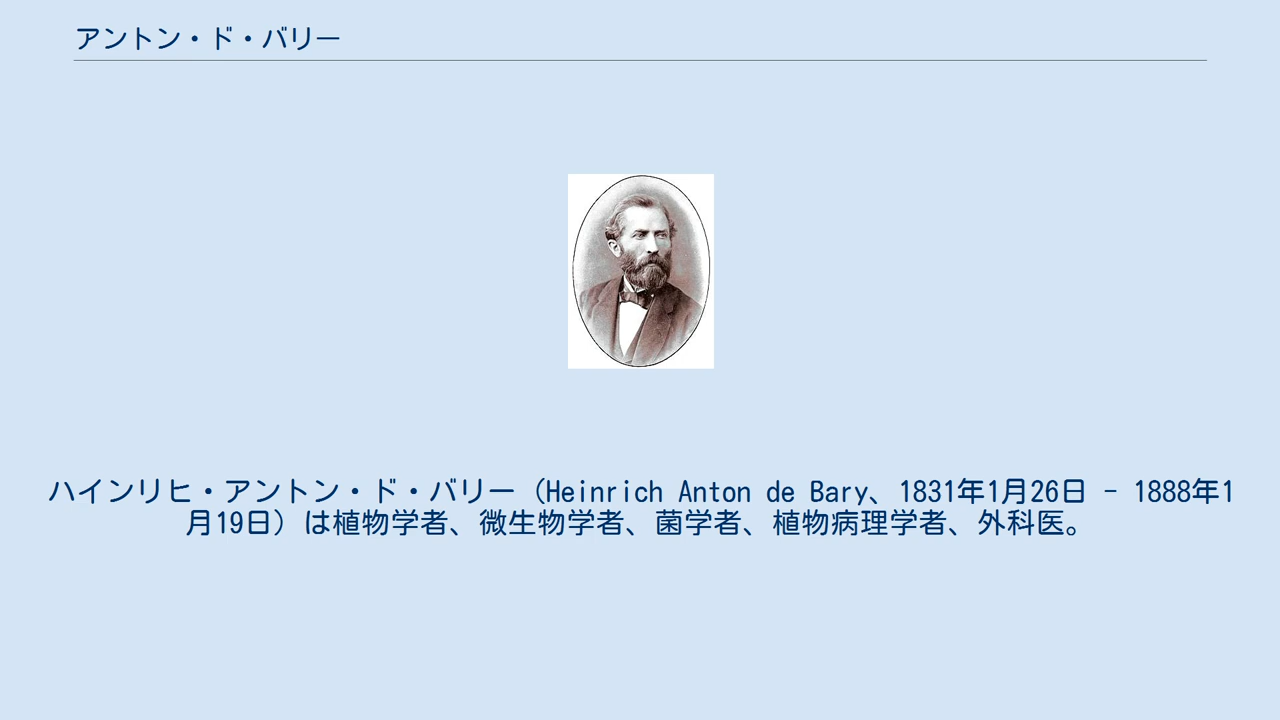 アントン・ド・バリー
ハインリヒ・アントン・ド・バリー（Heinrich Anton de Bary、1831年1月26日 - 1888年1
月19日）は植物学者、微生物学者、菌学者、植物病理学者、外科医。